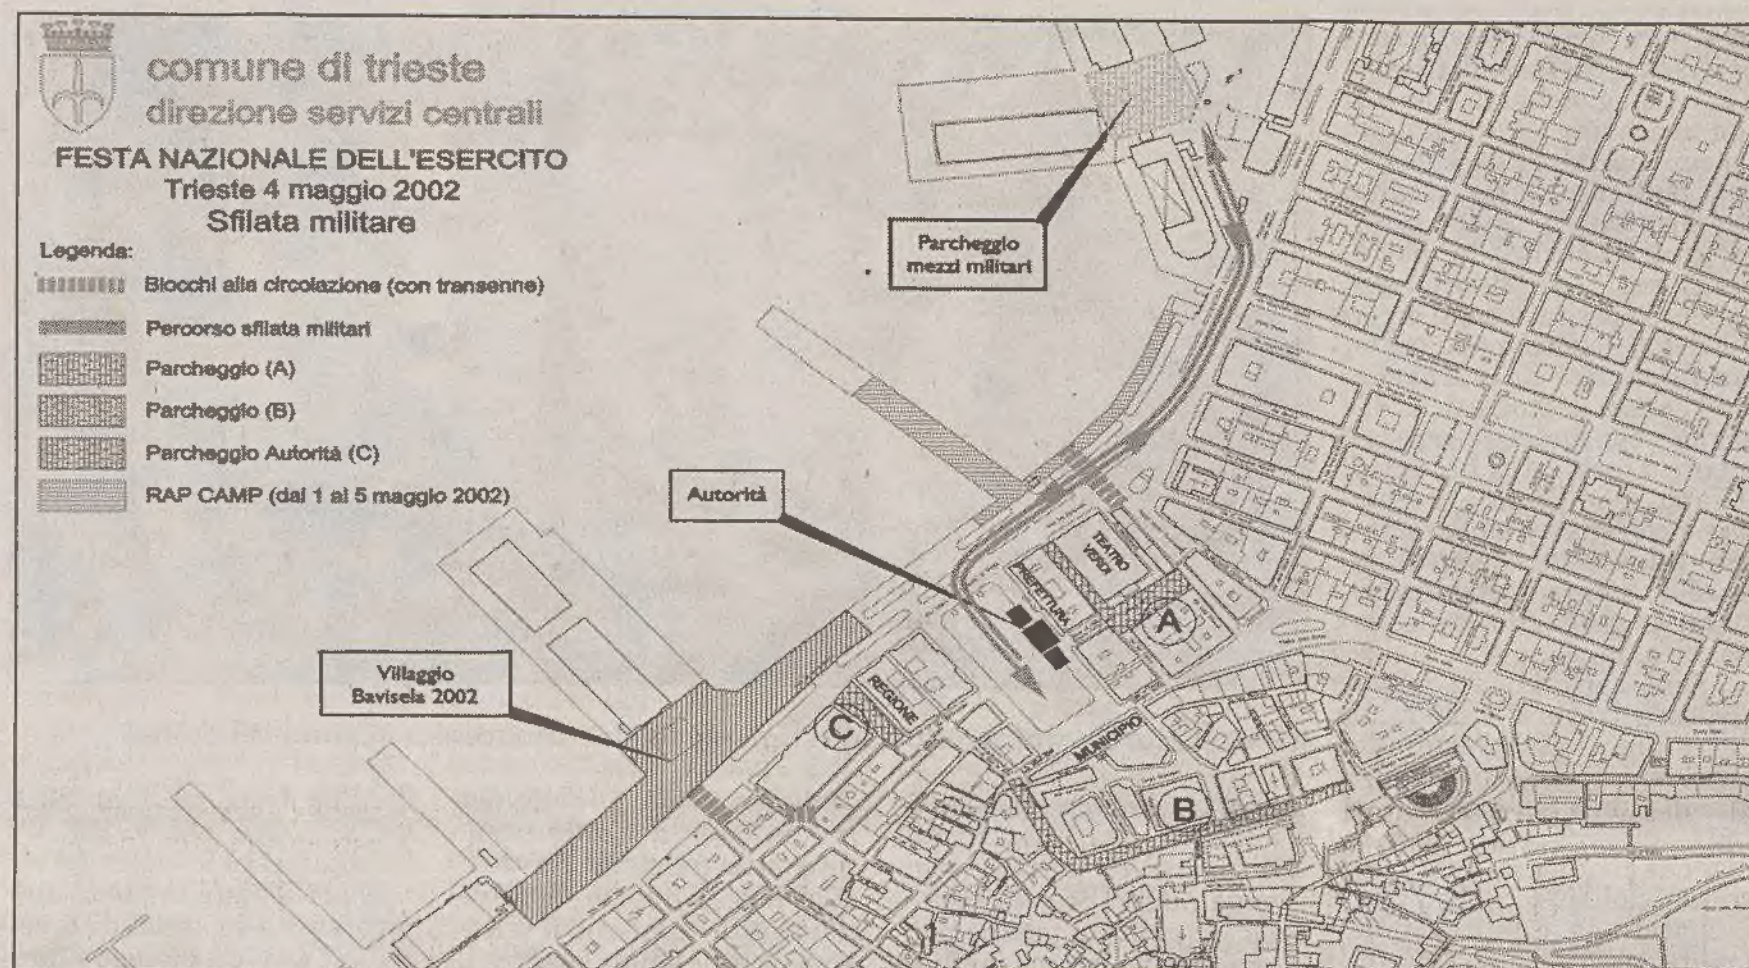 comune di trieste
direzione servizi centrali
FESTA NAZIONALE DELL'ESERCITO
Trieste 4 maggio 2002
Sfilata militare
Legenda:
Blocchi alla circolazione (con transenne)
Percorso sfilata militari
Parcheggio (A)
Parcheggio (B)
Parcheggio Autorità (C)
RAP CAMP (dal 1 al 5 maggio 2002)
Parcheggio
mezzi militari
Autorità
TEATRO
VERDI
PREFETTURA
A
Villaggio
Bavisela 2002
REGIONE
C
MUNICIPIO
B